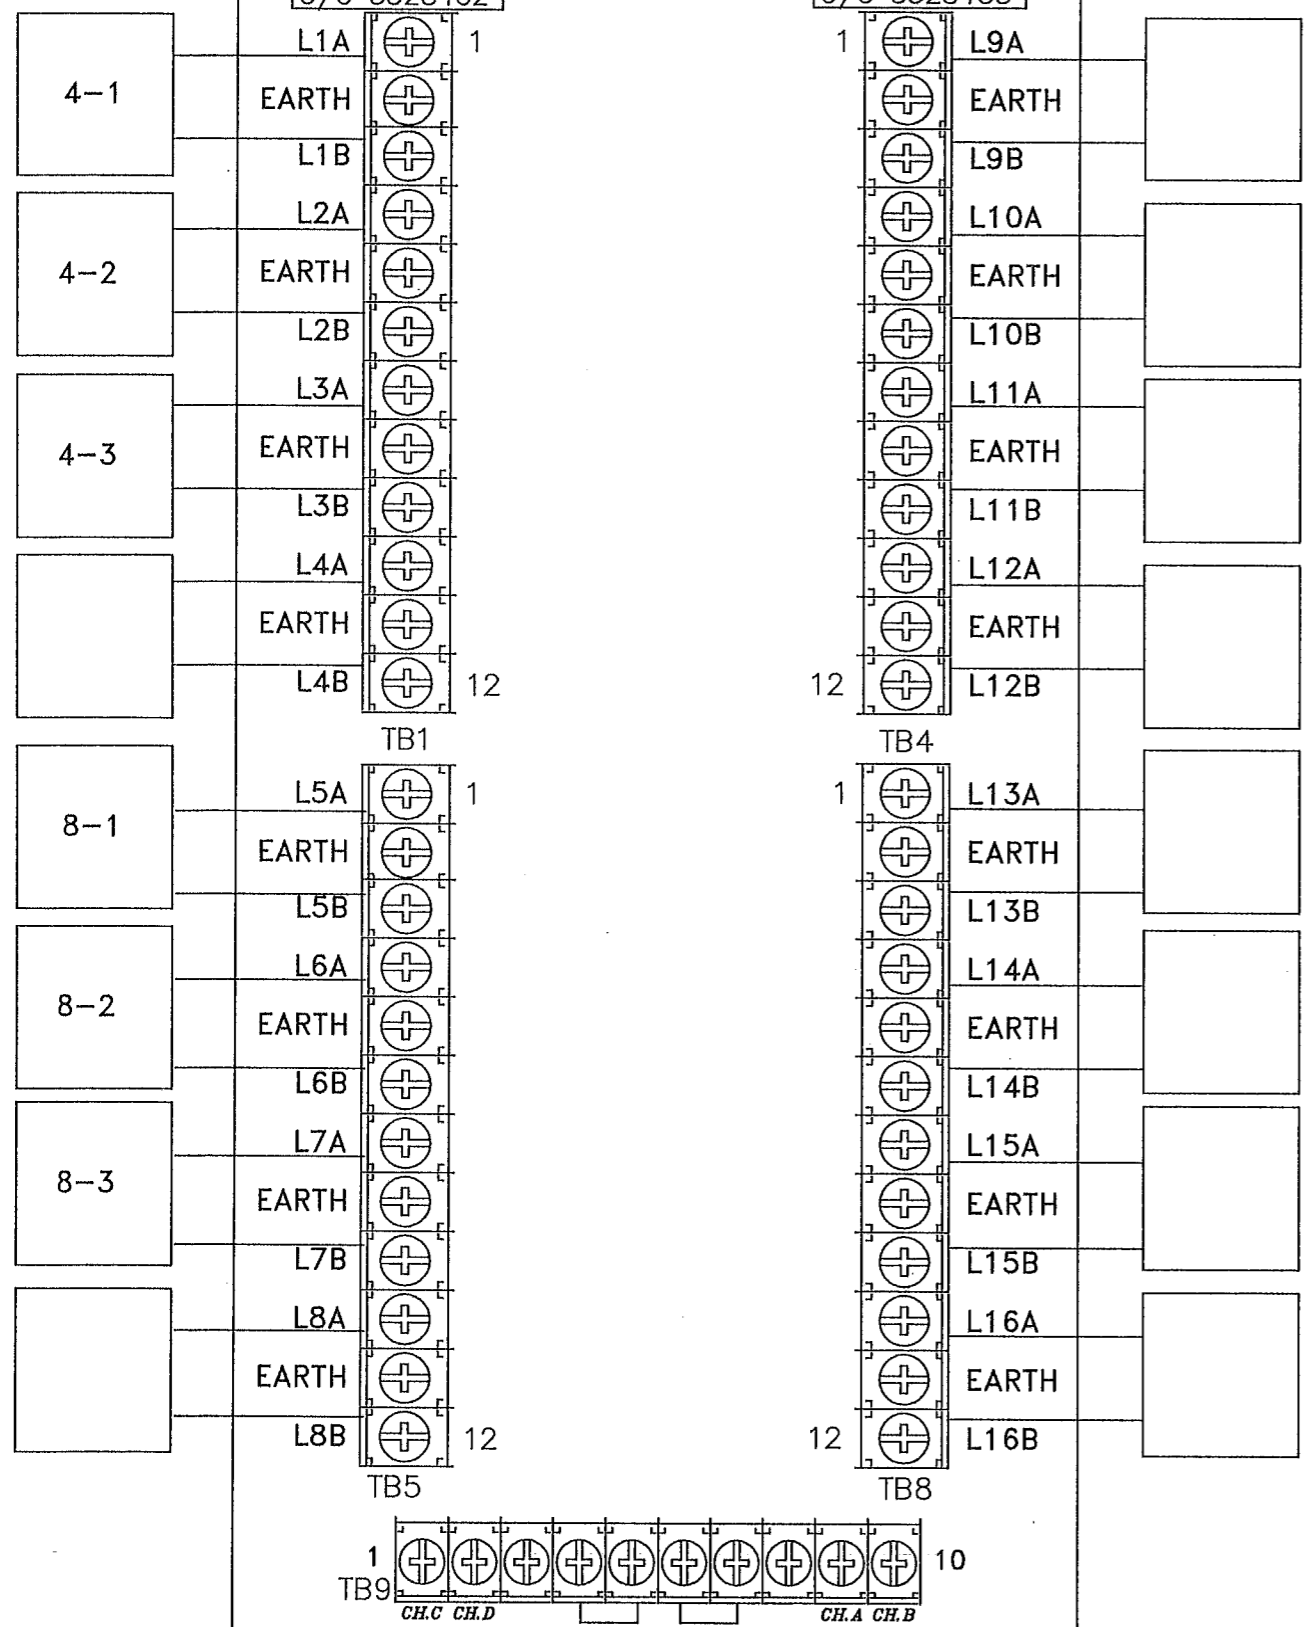 L1A 1
4-1
EARTH
L1B
L2A
4-2
EARTH
L2B
L3A
4-3
EARTH
L3B
L4A
EARTH
L4B 12
TB1
L5A 1
8-1
EARTH
L5B
L6A
8-2
EARTH
L6B
L7A
8-3
EARTH
L7B
L8A
EARTH
L8B 12
TB5
1 L9A
EARTH
L9B
L10A
EARTH
L10B
L11A
EARTH
L11B
L12A
EARTH
12 L12B
TB4
1 L13A
EARTH
L13B
L14A
EARTH
L14B
L15A
EARTH
L15B
L16A
EARTH
12 L16B
TB8
1 10
TB9
CH.C CH.D CH.A CH.B